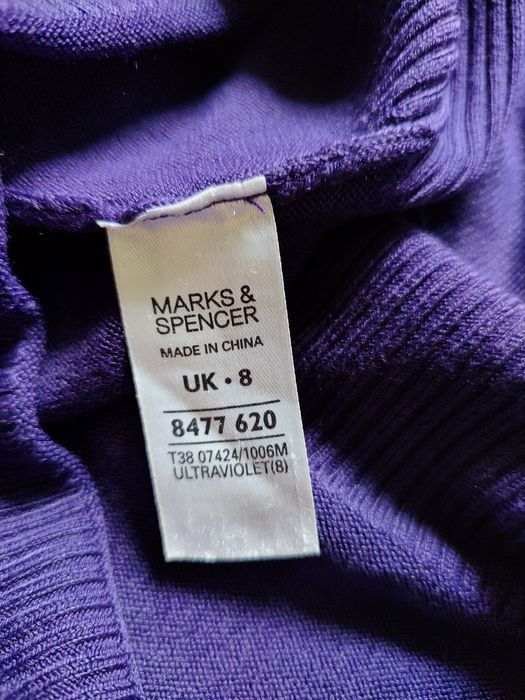 MARKS &
SPENCER
MADE IN CHINA
UK • 8
8477 620
T38 07424/1006M
ULTRAVIOLET(8)